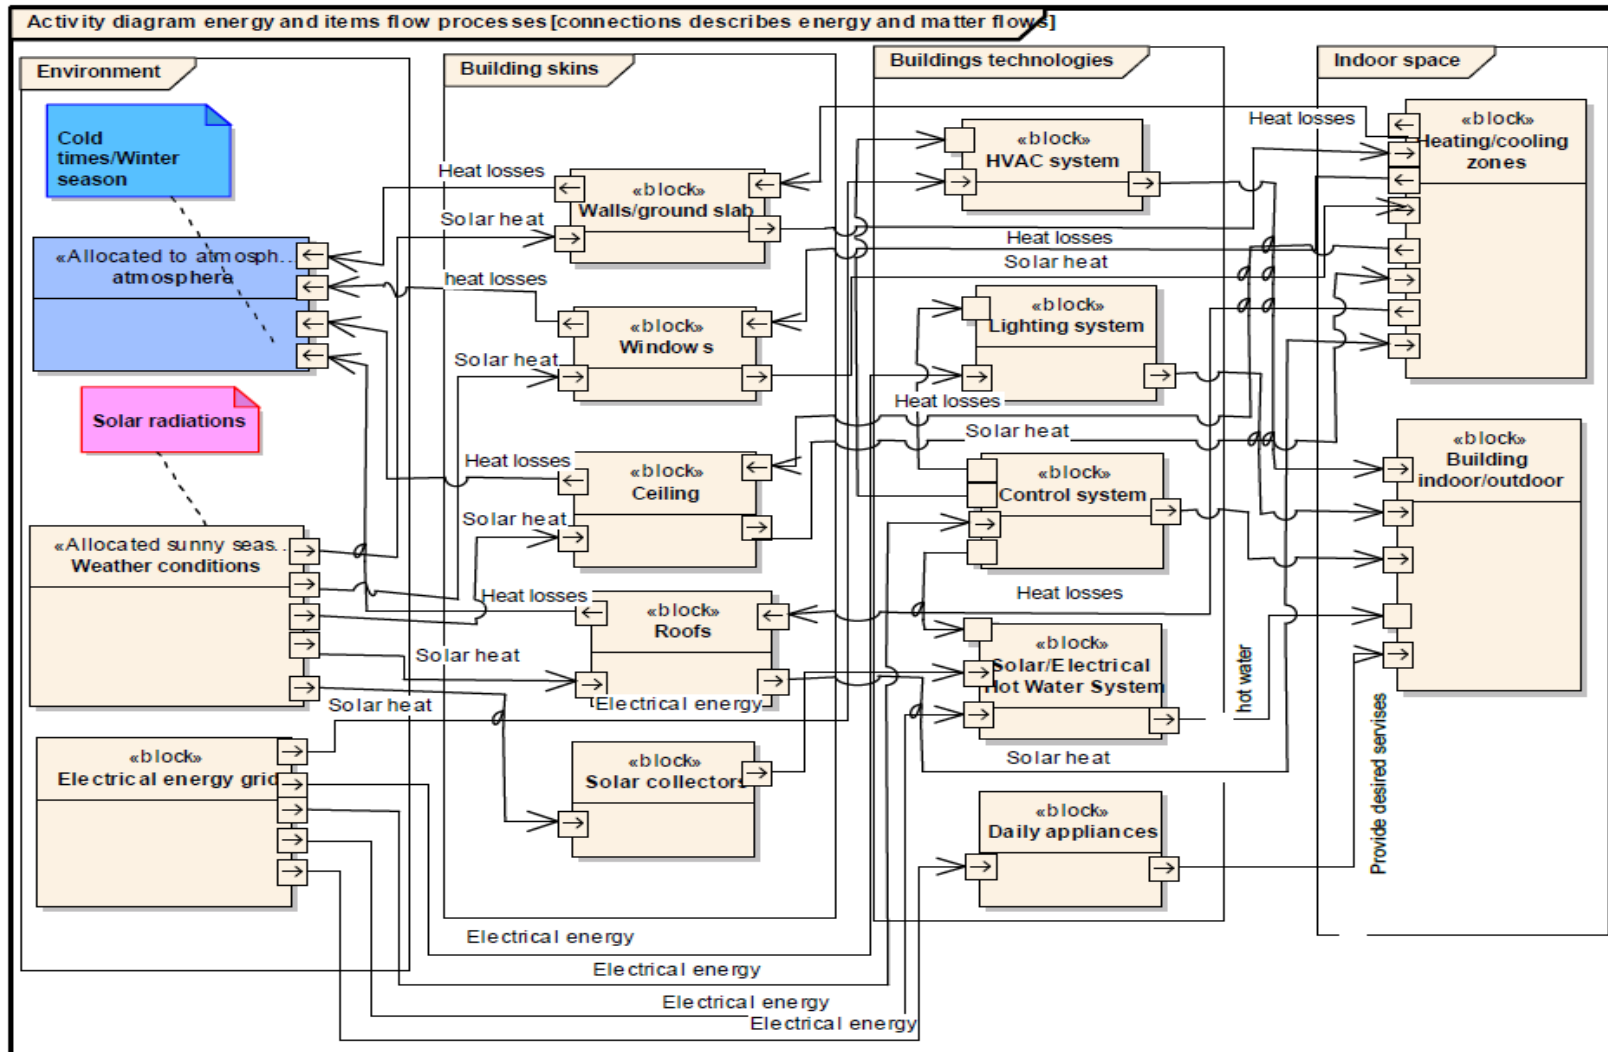 Activity diagram energy and items flow processes[connections describes energy and matter flows]
Environment
Cold
times/Winter
season
«Allocated to atmosph...
atmosphere
Solar radiations
«Allocated sunny seas...
Weather conditions
«block»
Electrical energy grid
Building skins
Heat losses
«block»
Walls/ground slab
Solar heat
heat losses
«block»
Windows
Solar heat
Heat losses
«block»
Ceiling
Solar heat
Heat losses
«block»
Roofs
Solar heat
Electrical energy
Solar heat
«block»
Solar collectors
Electrical energy
Electrical energy
Electrical energy
Electrical energy
Buildings technologies
«block»
HVAC system
Heat losses
Solar heat
«block»
Lighting system
Heat losses
Solar heat
«block»
Control system
Heat losses
«block»
Solar/Electrical
Hot Water System
hot water
Solar heat
«block»
Daily appliances
Provide desired servises
Indoor space
Heat losses
«block»
Heating/cooling
zones
«block»
Building
indoor/outdoor